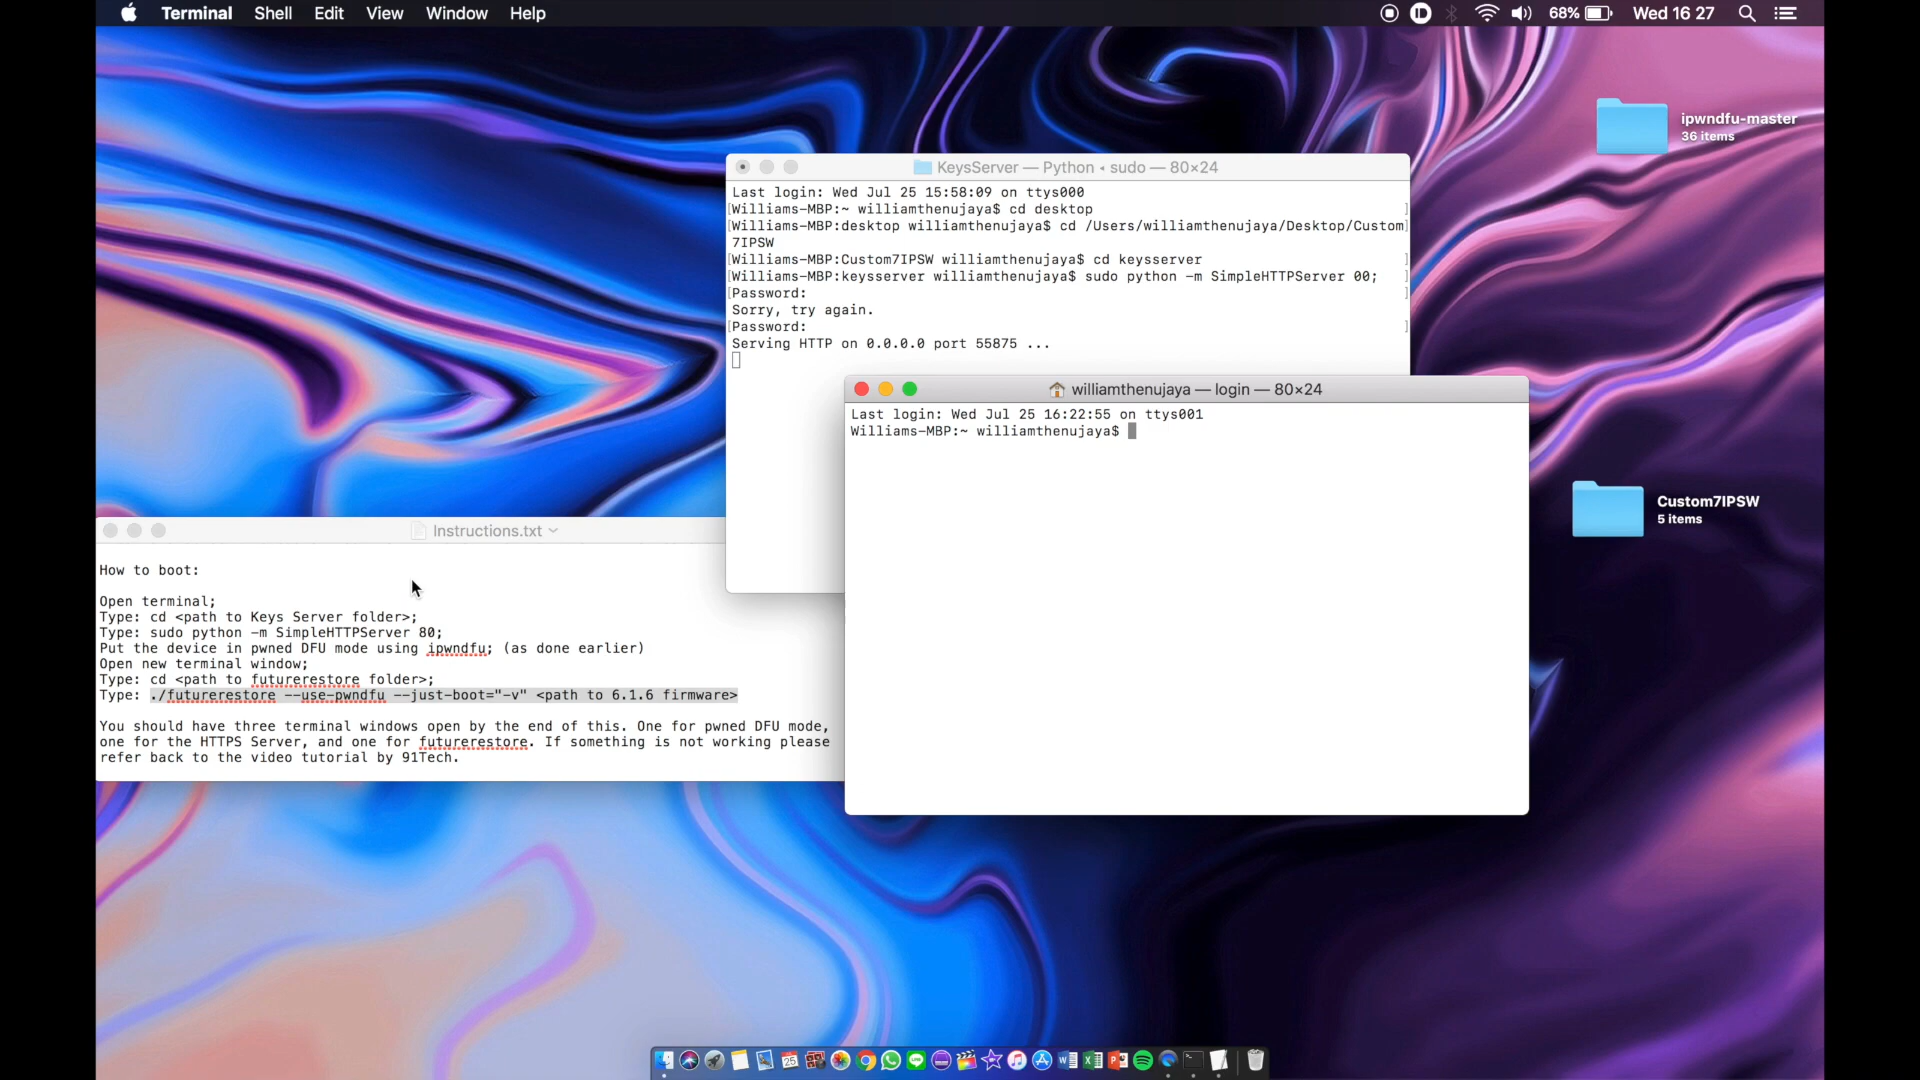 Terminal Shell Edit View Window Help
68% Wed 16 27
ipwndfu-master
36 items
KeysServer — Python ◂ sudo — 80×24
Last login: Wed Jul 25 15:58:09 on ttys000
[Williams-MBP:~ williamthenujaya$ cd desktop ]
[Williams-MBP:desktop williamthenujaya$ cd /Users/williamthenujaya/Desktop/Custom]
7IPSW
[Williams-MBP:Custom7IPSW williamthenujaya$ cd keysserver ]
[Williams-MBP:keysserver williamthenujaya$ sudo python -m SimpleHTTPServer 00; ]
[Password: ]
Sorry, try again.
[Password: ]
Serving HTTP on 0.0.0.0 port 55875 ...
williamthenujaya — login — 80×24
Last login: Wed Jul 25 16:22:55 on ttys001
Williams-MBP:~ williamthenujaya$
Custom7IPSW
5 items
Instructions.txt
How to boot:
Open terminal;
Type: cd <path to Keys Server folder>;
Type: sudo python -m SimpleHTTPServer 80;
Put the device in pwned DFU mode using ipwndfu; (as done earlier)
Open new terminal window;
Type: cd <path to futurerestore folder>;
Type: ./futurerestore --use-pwndfu --just-boot="-v" <path to 6.1.6 firmware>
You should have three terminal windows open by the end of this. One for pwned DFU mode,
one for the HTTPS Server, and one for futurerestore. If something is not working please
refer back to the video tutorial by 91Tech.
25